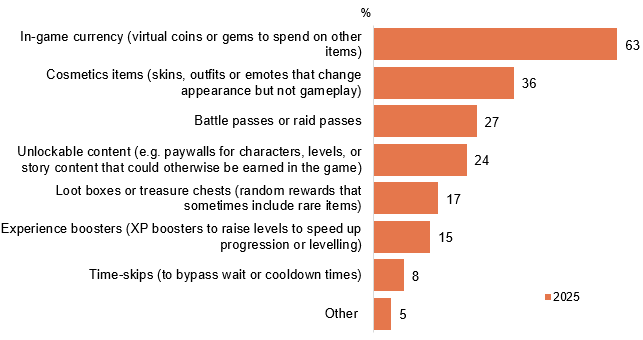 %
In-game currency (virtual coins or gems to spend on other
items)
63
Cosmetics items (skins, outfits or emotes that change
appearance but not gameplay)
36
Battle passes or raid passes
27
Unlockable content (e.g. paywalls for characters, levels, or
story content that could otherwise be earned in the game)
24
Loot boxes or treasure chests (random rewards that
sometimes include rare items)
17
Experience boosters (XP boosters to raise levels to speed up
progression or levelling)
15
Time-skips (to bypass wait or cooldown times)
8
2025
Other
5